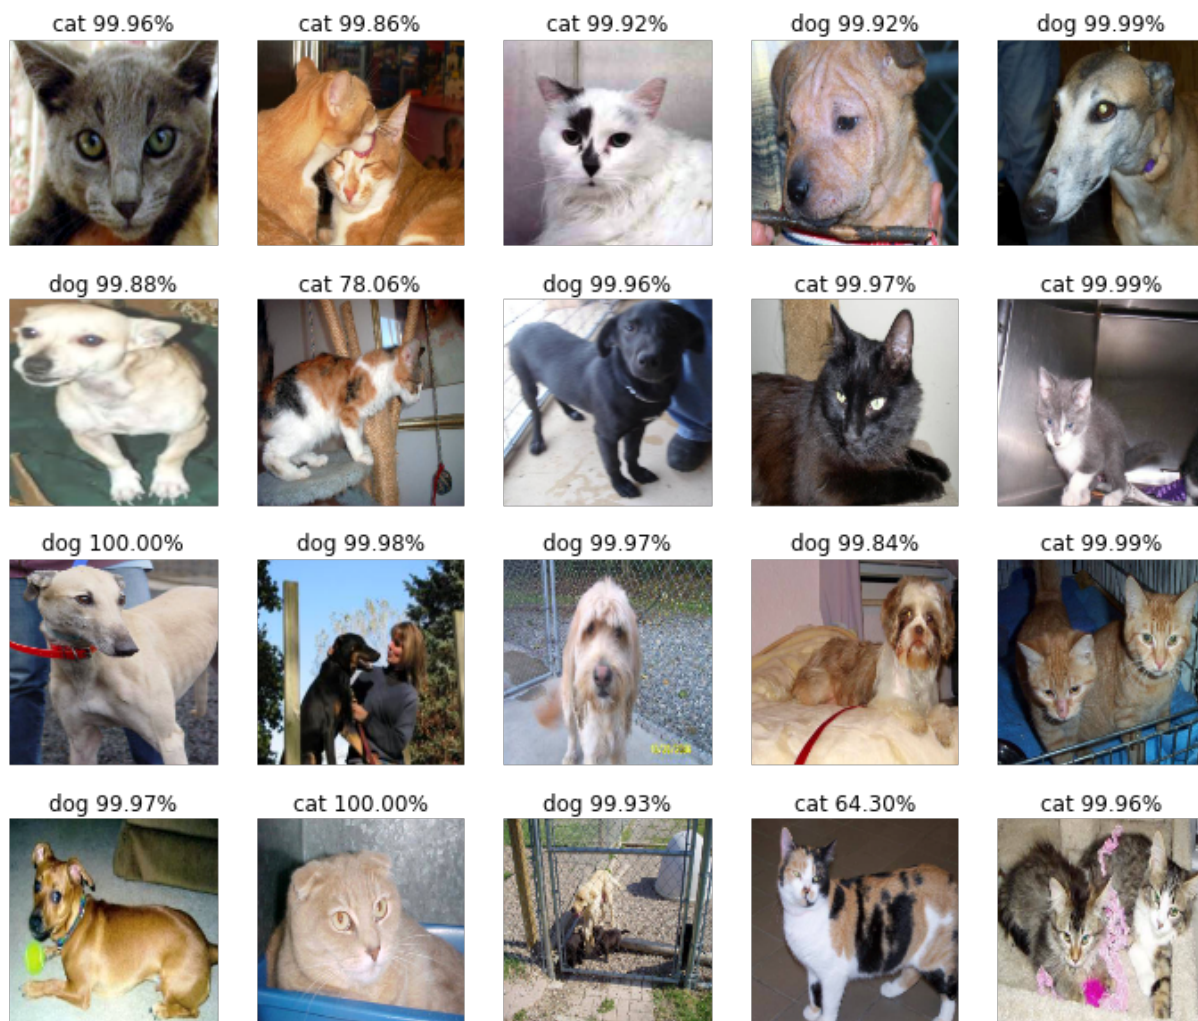 cat 99.96% cat 99.86% cat 99.92% dog 99.92% dog 99.99%
dog 99.88% cat 78.06% dog 99.96% cat 99.97% cat 99.99%
dog 100.00% dog 99.98% dog 99.97% dog 99.84% cat 99.99%
dog 99.97% cat 100.00% dog 99.93% cat 64.30% cat 99.96%